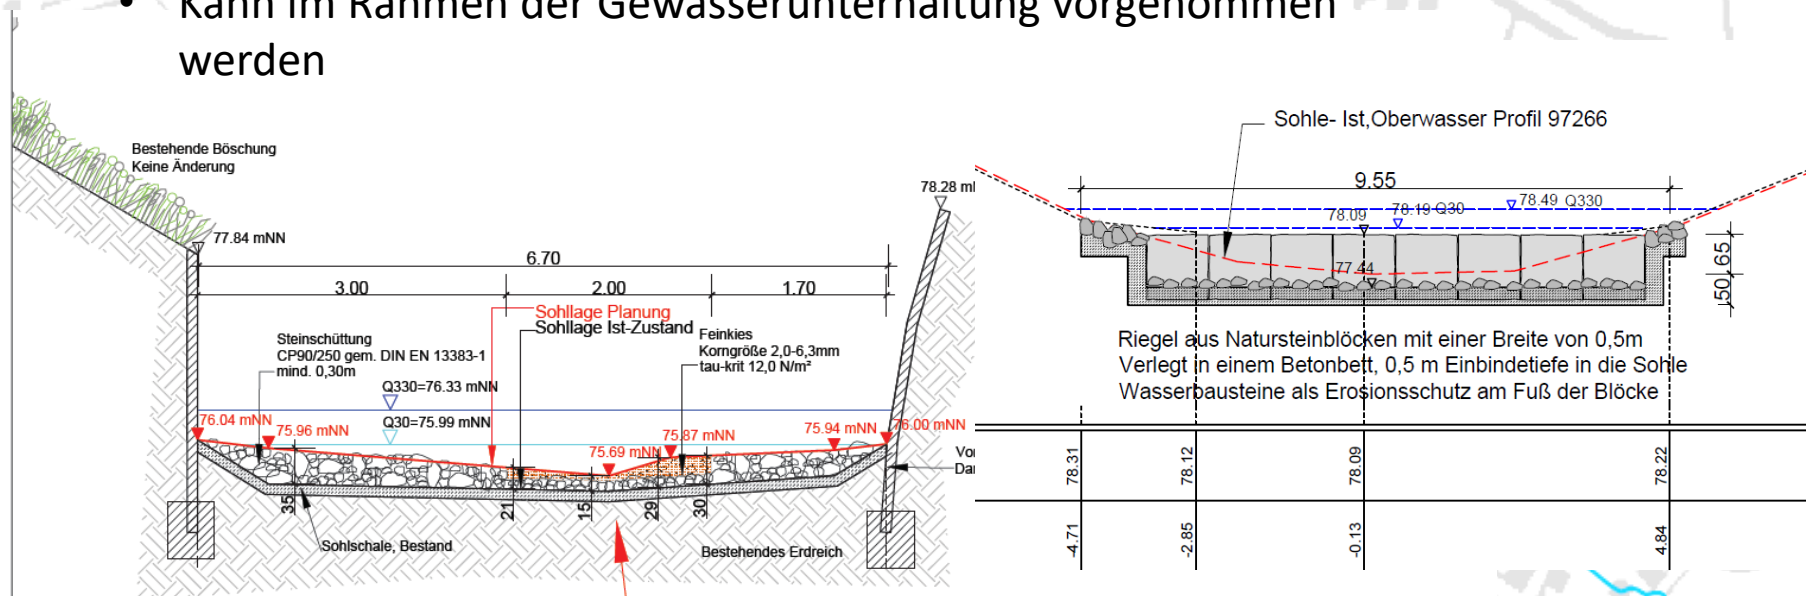 • Kann im Rahmen der Gewässerunterhaltung vorgenommen
werden
Bestehende Böschung
Keine Änderung
77.84 mNN
78.28 m
6.70
3.00
2.00
1.70
Sohllage Planung
Sohllage Ist-Zustand
Steinschüttung
CP90/250 gem. DIN EN 13383-1
mind. 0,30m
Feinkies
Korngröße 2,0-6,3mm
tau-krit 12,0 N/m²
Q330=76.33 mNN
Q30=75.99 mNN
76.04 mNN
75.96 mNN
75.69 mNN
75.87 mNN
75.94 mNN
76.00 mNN
35
21
15
29
30
Sohlschale, Bestand
Bestehendes Erdreich
Sohle- Ist,Oberwasser Profil 97266
9.55
78.09
78.19 Q30
78.49 Q330
77.44
65
50
Riegel aus Natursteinblöcken mit einer Breite von 0,5m
Verlegt in einem Betonbett, 0,5 m Einbindetiefe in die Sohle
Wasserbausteine als Erosionsschutz am Fuß der Blöcke
78.31
78.12
78.09
78.22
-4.71
-2.85
-0.13
4.84